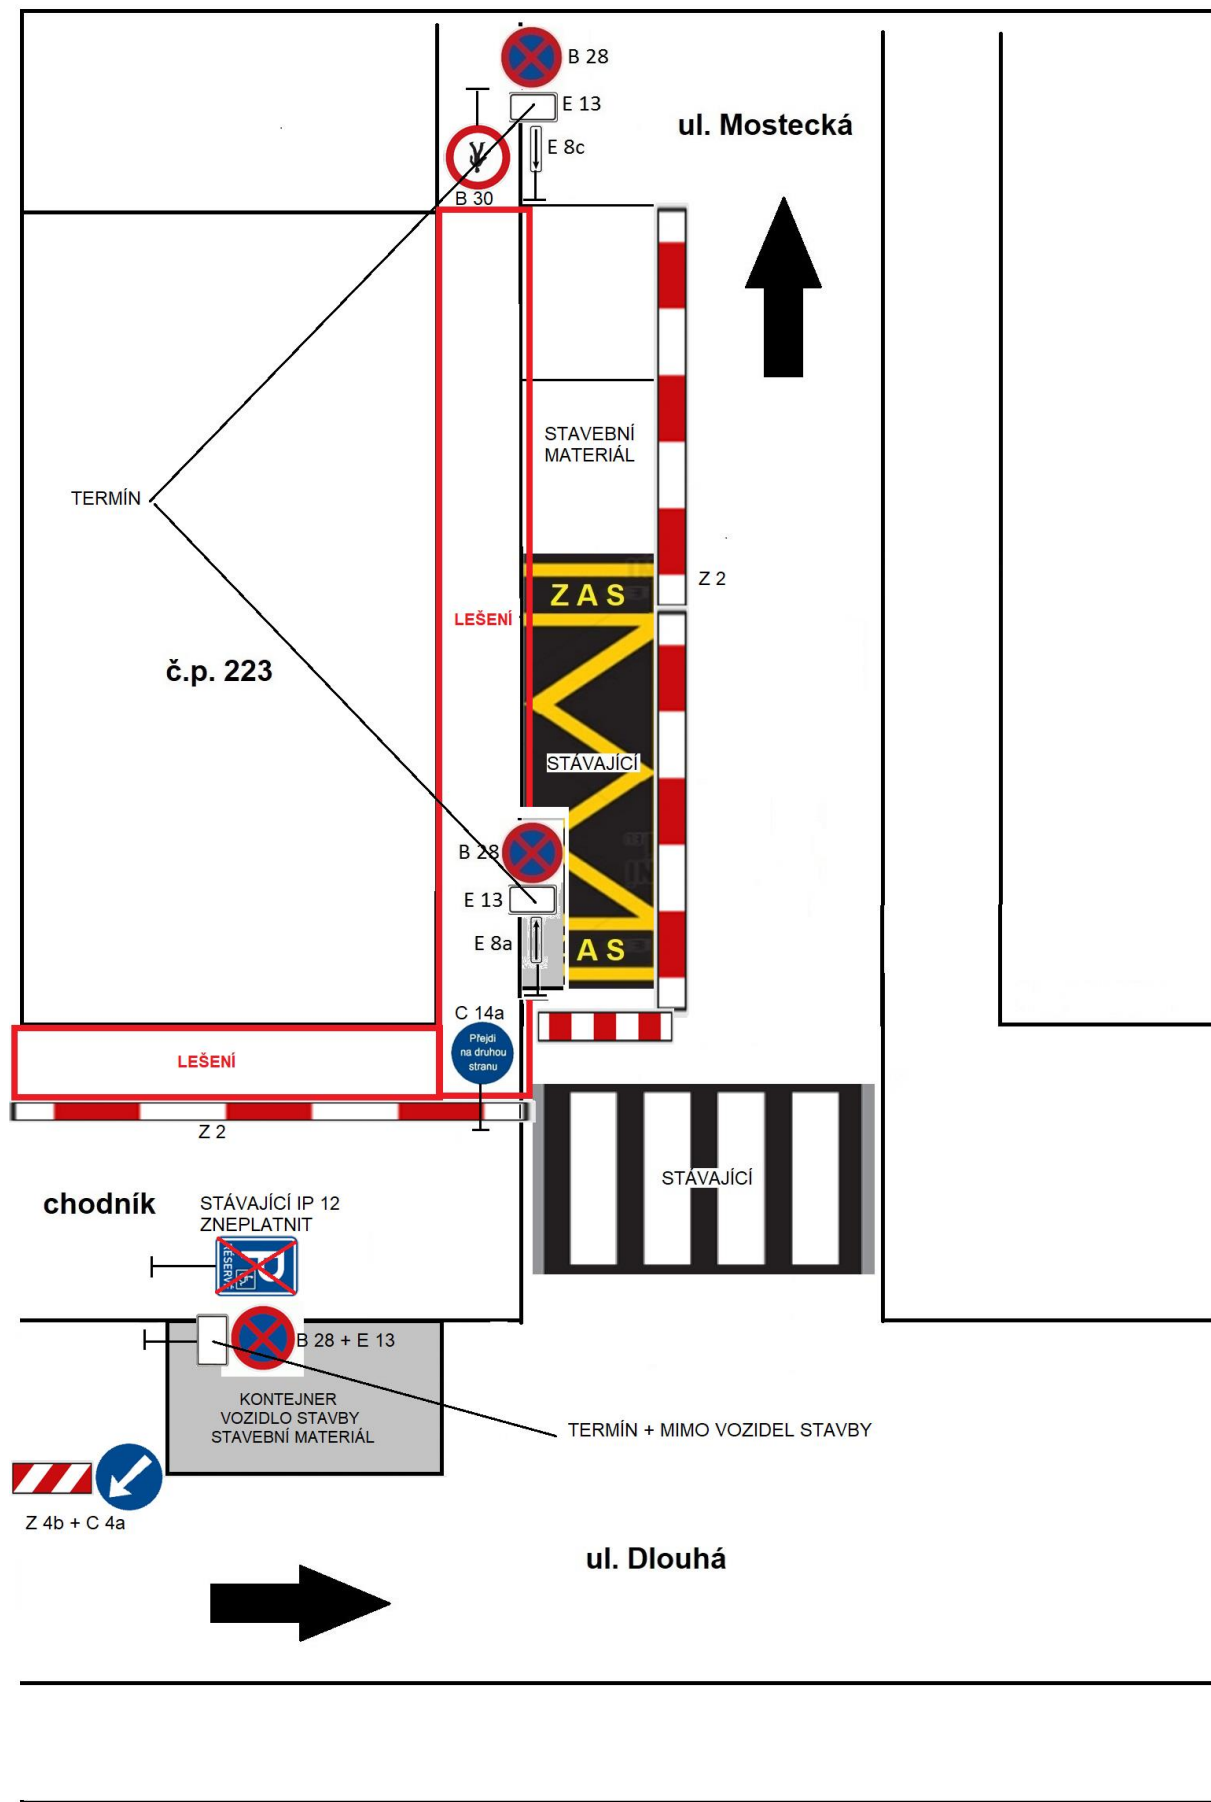 B 28
E 13
ul. Mostecká
E 8c
B 30
STAVEBNÍ
MATERIÁL
TERMÍN
Z 2
ZAS
LEŠENÍ
č.p. 223
STÁVAJÍCÍ
B 28
E 13
E 8a
AS
C 14a
Přejdi
na druhou
stranu
LEŠENÍ
Z 2
STÁVAJÍCÍ
chodník
STÁVAJÍCÍ IP 12
ZNEPLATNIT
P
B 28 + E 13
KONTEJNER
VOZIDLO STAVBY
STAVEBNÍ MATERIÁL
TERMÍN + MIMO VOZIDEL STAVBY
Z 4b + C 4a
ul. Dlouhá